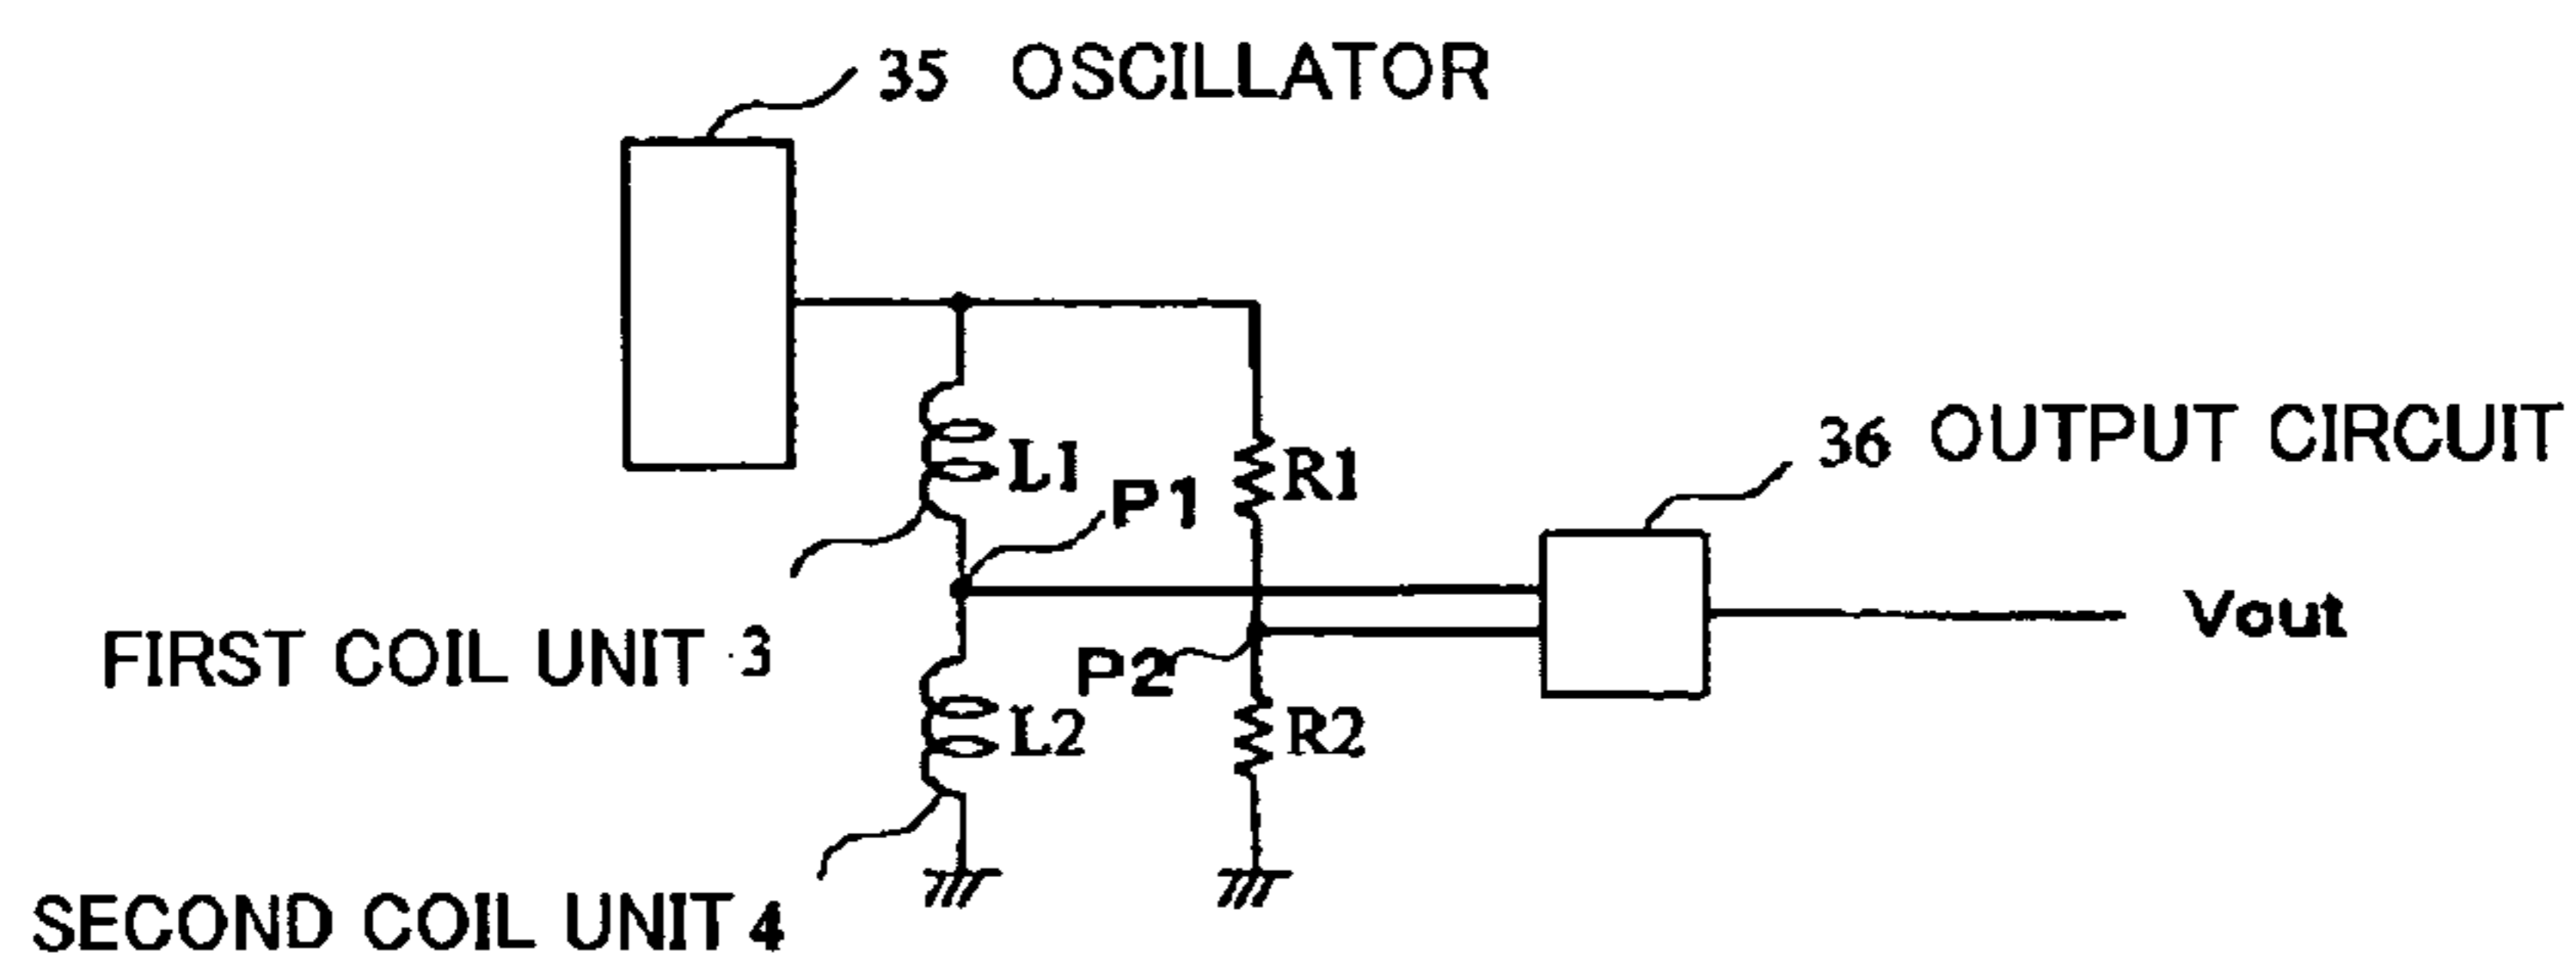 35 OSCILLATOR
36 OUTPUT CIRCUIT
L1
R1
P1
Vout
FIRST COIL UNIT 3
P2
L2
R2
SECOND COIL UNIT 4